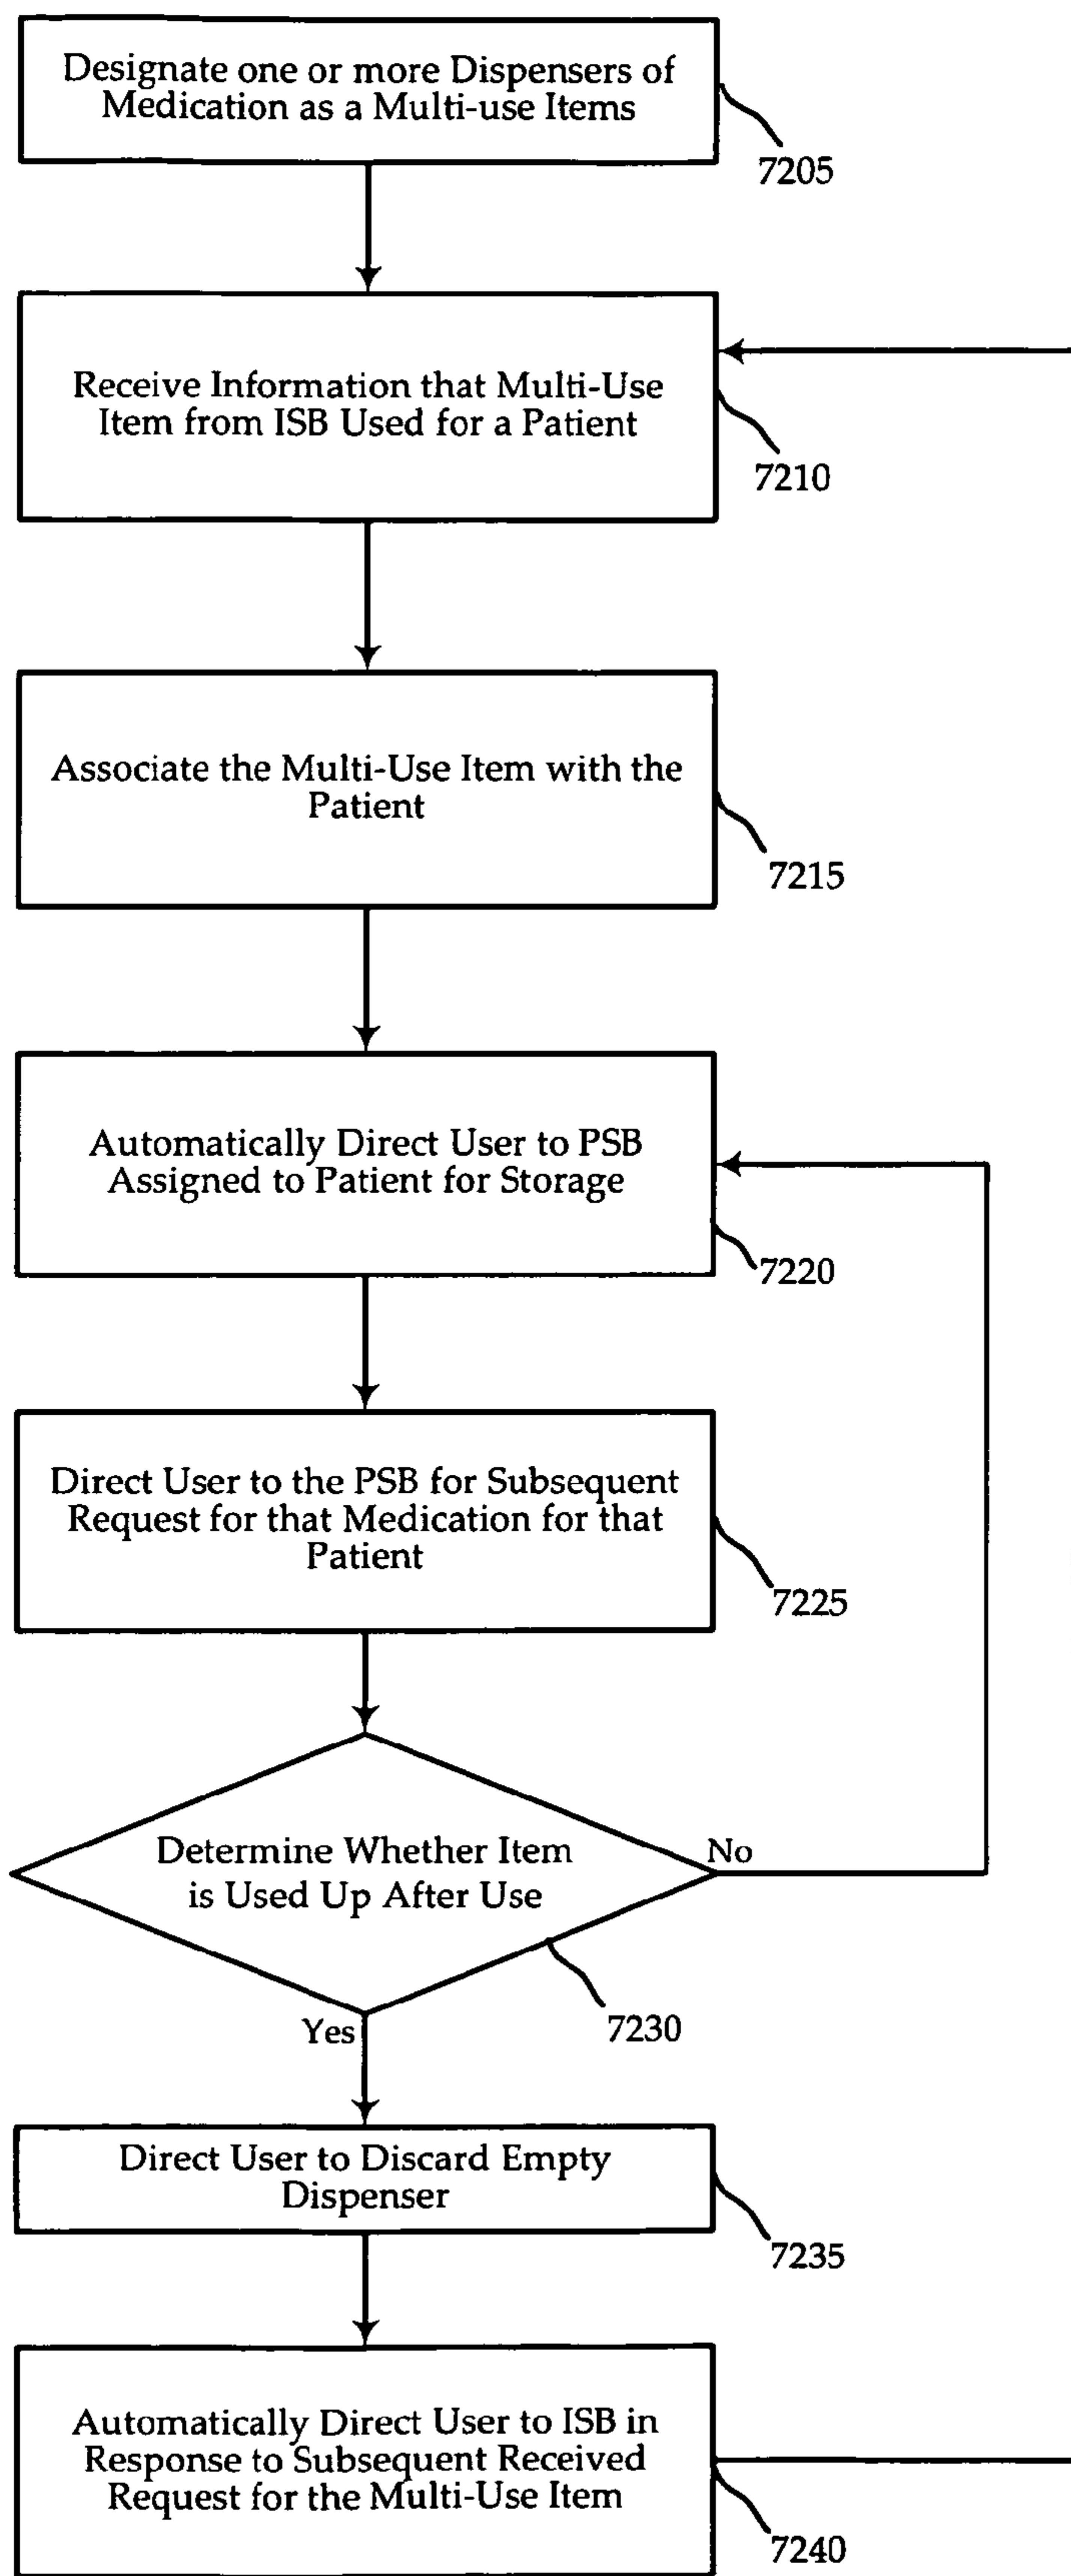 Designate one or more Dispensers of
Medication as a Multi-use Items
7205
Receive Information that Multi-Use
Item from ISB Used for a Patient
7210
Associate the Multi-Use Item with the
Patient
7215
Automatically Direct User to PSB
Assigned to Patient for Storage
7220
Direct User to the PSB for Subsequent
Request for that Medication for that
Patient
7225
Determine Whether Item
is Used Up After Use
No
Yes
7230
Direct User to Discard Empty
Dispenser
7235
Automatically Direct User to ISB in
Response to Subsequent Received
Request for the Multi-Use Item
7240